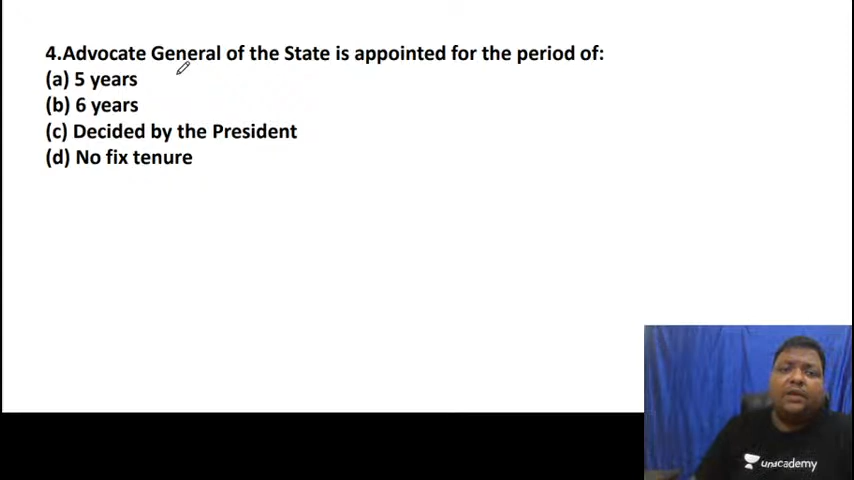 4.Advocate General of the State is appointed for the period of:
(a) 5 years
(b) 6 years
(c) Decided by the President
(d) No fix tenure
unacademy